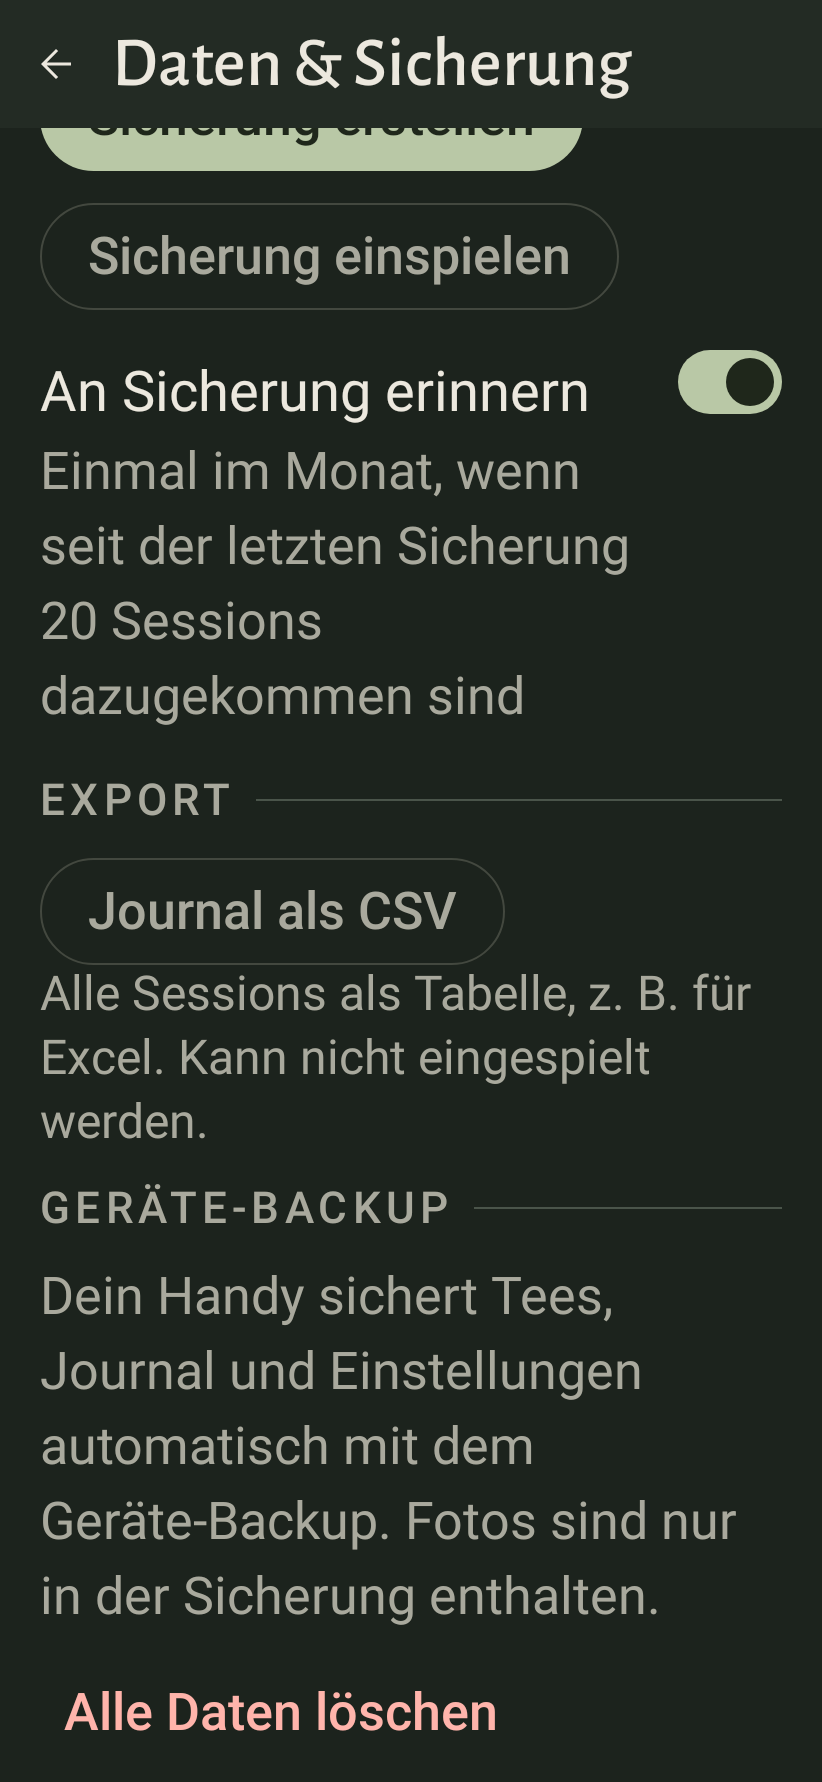 Daten & Sicherung
Sicherung erstellen
Sicherung einspielen
An Sicherung erinnern
Einmal im Monat, wenn
seit der letzten Sicherung
20 Sessions
dazugekommen sind
EXPORT
Journal als CSV
Alle Sessions als Tabelle, z. B. für
Excel. Kann nicht eingespielt
werden.
GERÄTE-BACKUP
Dein Handy sichert Tees,
Journal und Einstellungen
automatisch mit dem
Geräte-Backup. Fotos sind nur
in der Sicherung enthalten.
Alle Daten löschen